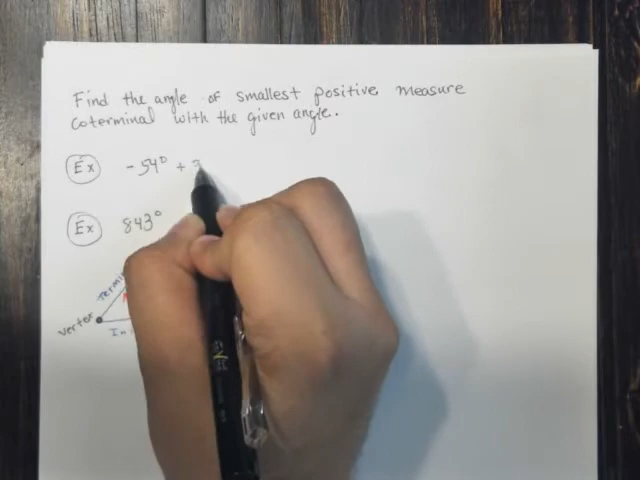 Find the angle of smallest positive measure
coterminal with the given angle.
Ex -54° +
Ex 843°
vertex